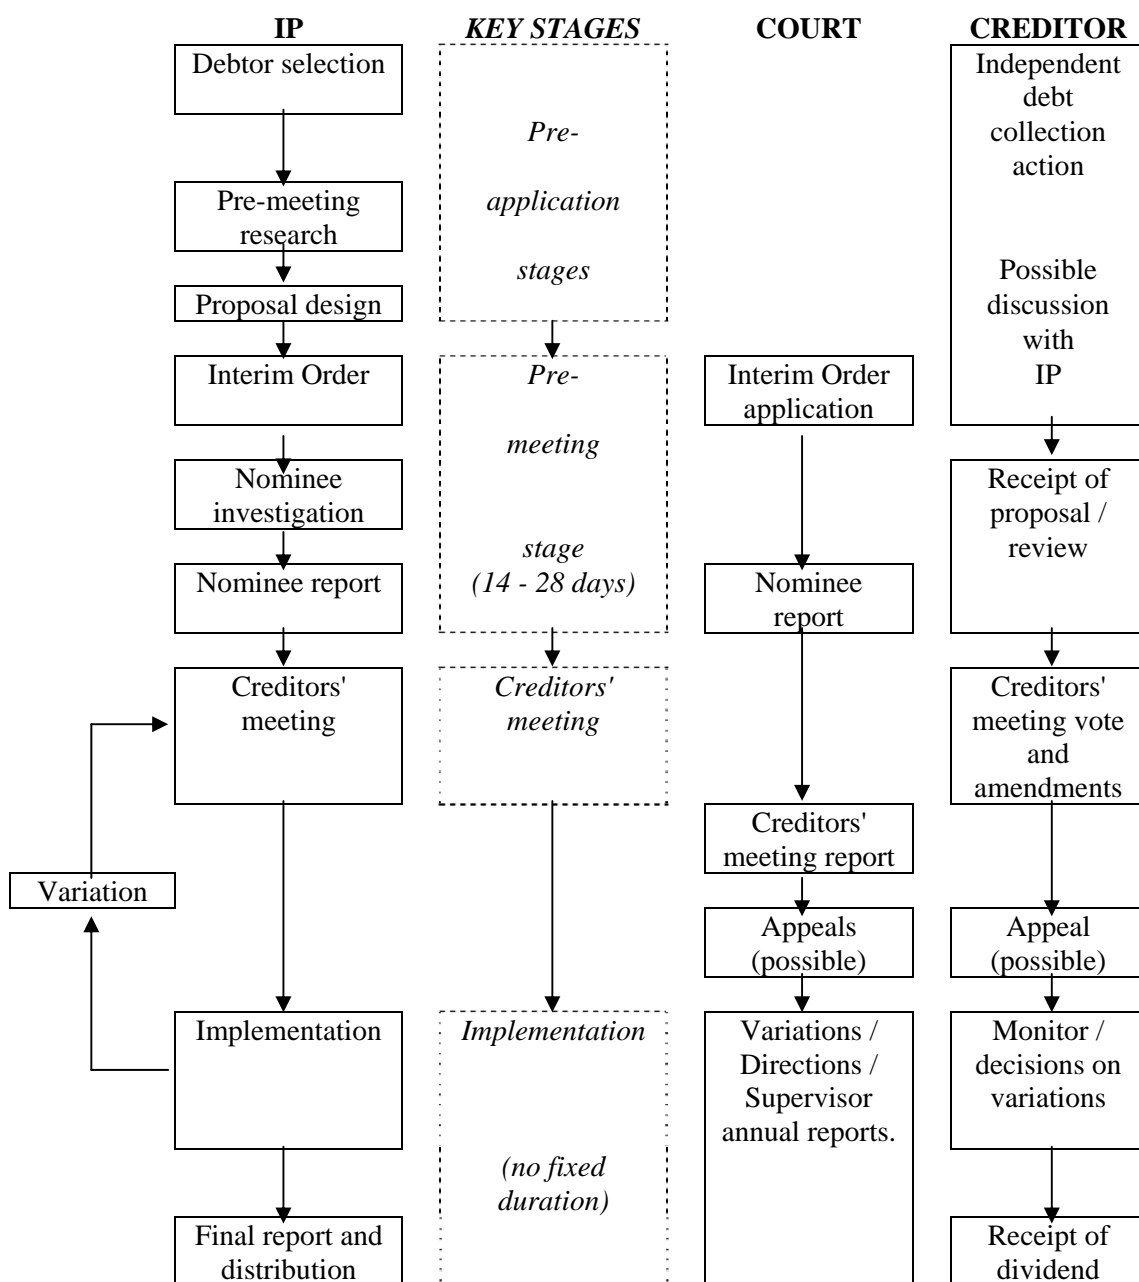 IP
KEY STAGES
COURT
CREDITOR
Debtor selection
Pre-meeting
research
Proposal design
Interim Order
Nominee
investigation
Nominee report
Creditors'
meeting
Variation
Implementation
Final report and
distribution
Pre-
application
stages
Pre-
meeting
stage
(14 - 28 days)
Creditors'
meeting
Implementation
(no fixed
duration)
Interim Order
application
Nominee
report
Creditors'
meeting report
Appeals
(possible)
Variations /
Directions /
Supervisor
annual reports.
Independent
debt
collection
action
Possible
discussion
with
IP
Receipt of
proposal /
review
Creditors'
meeting vote
and
amendments
Appeal
(possible)
Monitor /
decisions on
variations
Receipt of
dividend